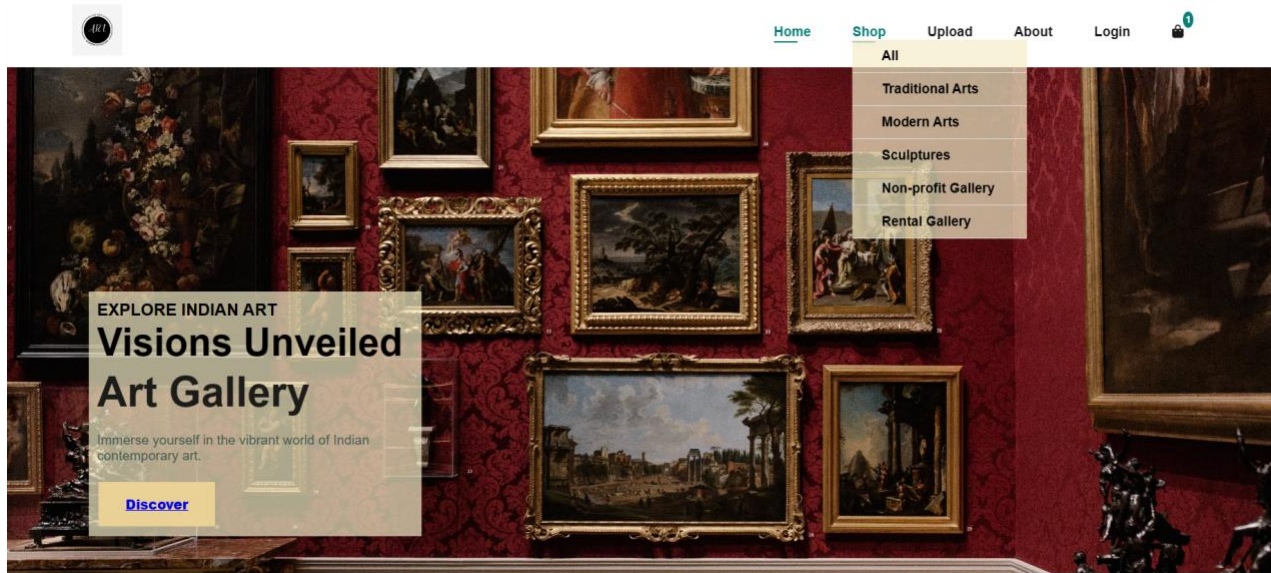 ART
Home Shop Upload About Login 1
All
Traditional Arts
Modern Arts
Sculptures
Non-profit Gallery
Rental Gallery
EXPLORE INDIAN ART
Visions Unveiled
Art Gallery
Immerse yourself in the vibrant world of Indian
contemporary art.
Discover